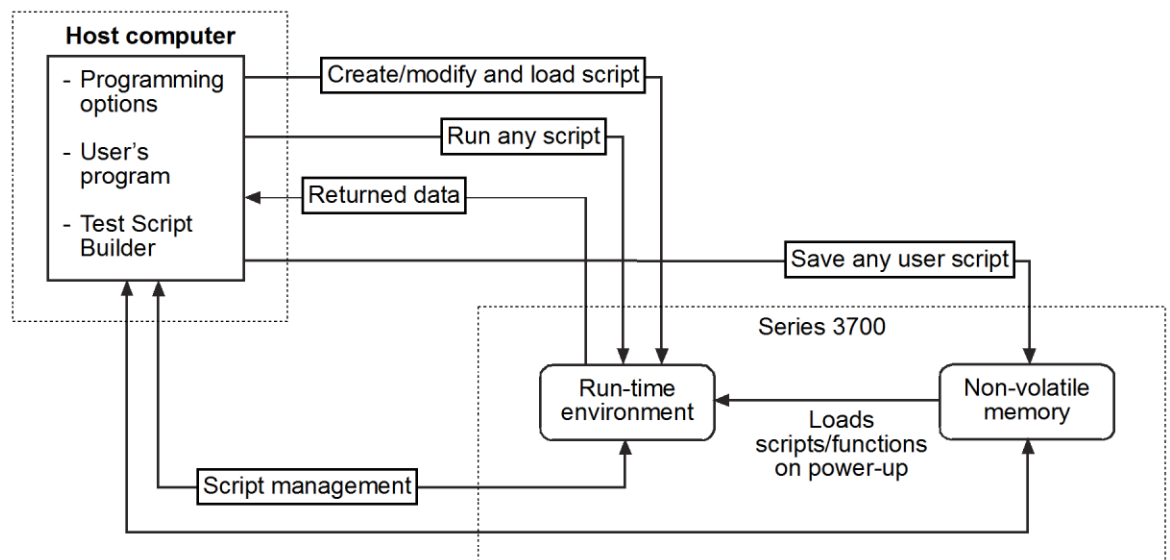 Host computer
- Programming
options
- User's
program
- Test Script
Builder
Create/modify and load script
Run any script
Returned data
Save any user script
Series 3700
Run-time
environment
Non-volatile
memory
Loads
scripts/functions
on power-up
Script management